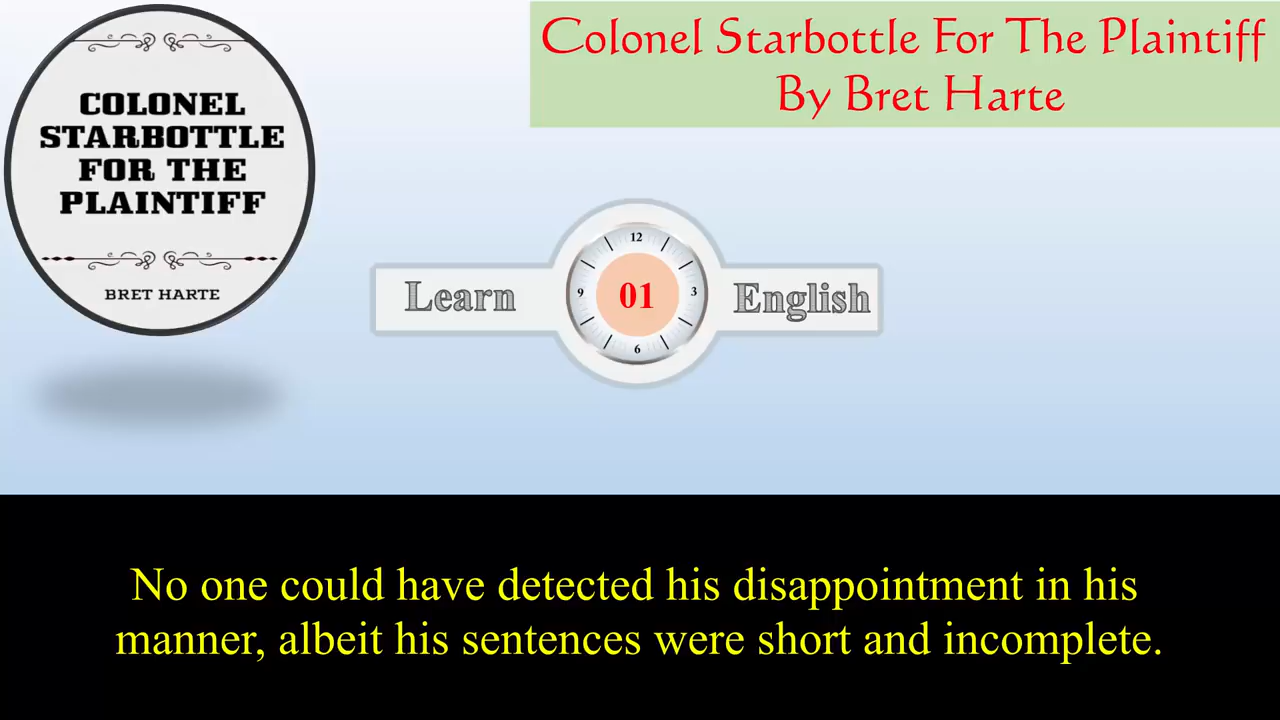 COLONEL
STARBOTTLE
FOR THE
PLAINTIFF
BRET HARTE
Colonel Starbottle For The Plaintiff
By Bret Harte
Learn
12
9
01
3
6
English
No one could have detected his disappointment in his
manner, albeit his sentences were short and incomplete.